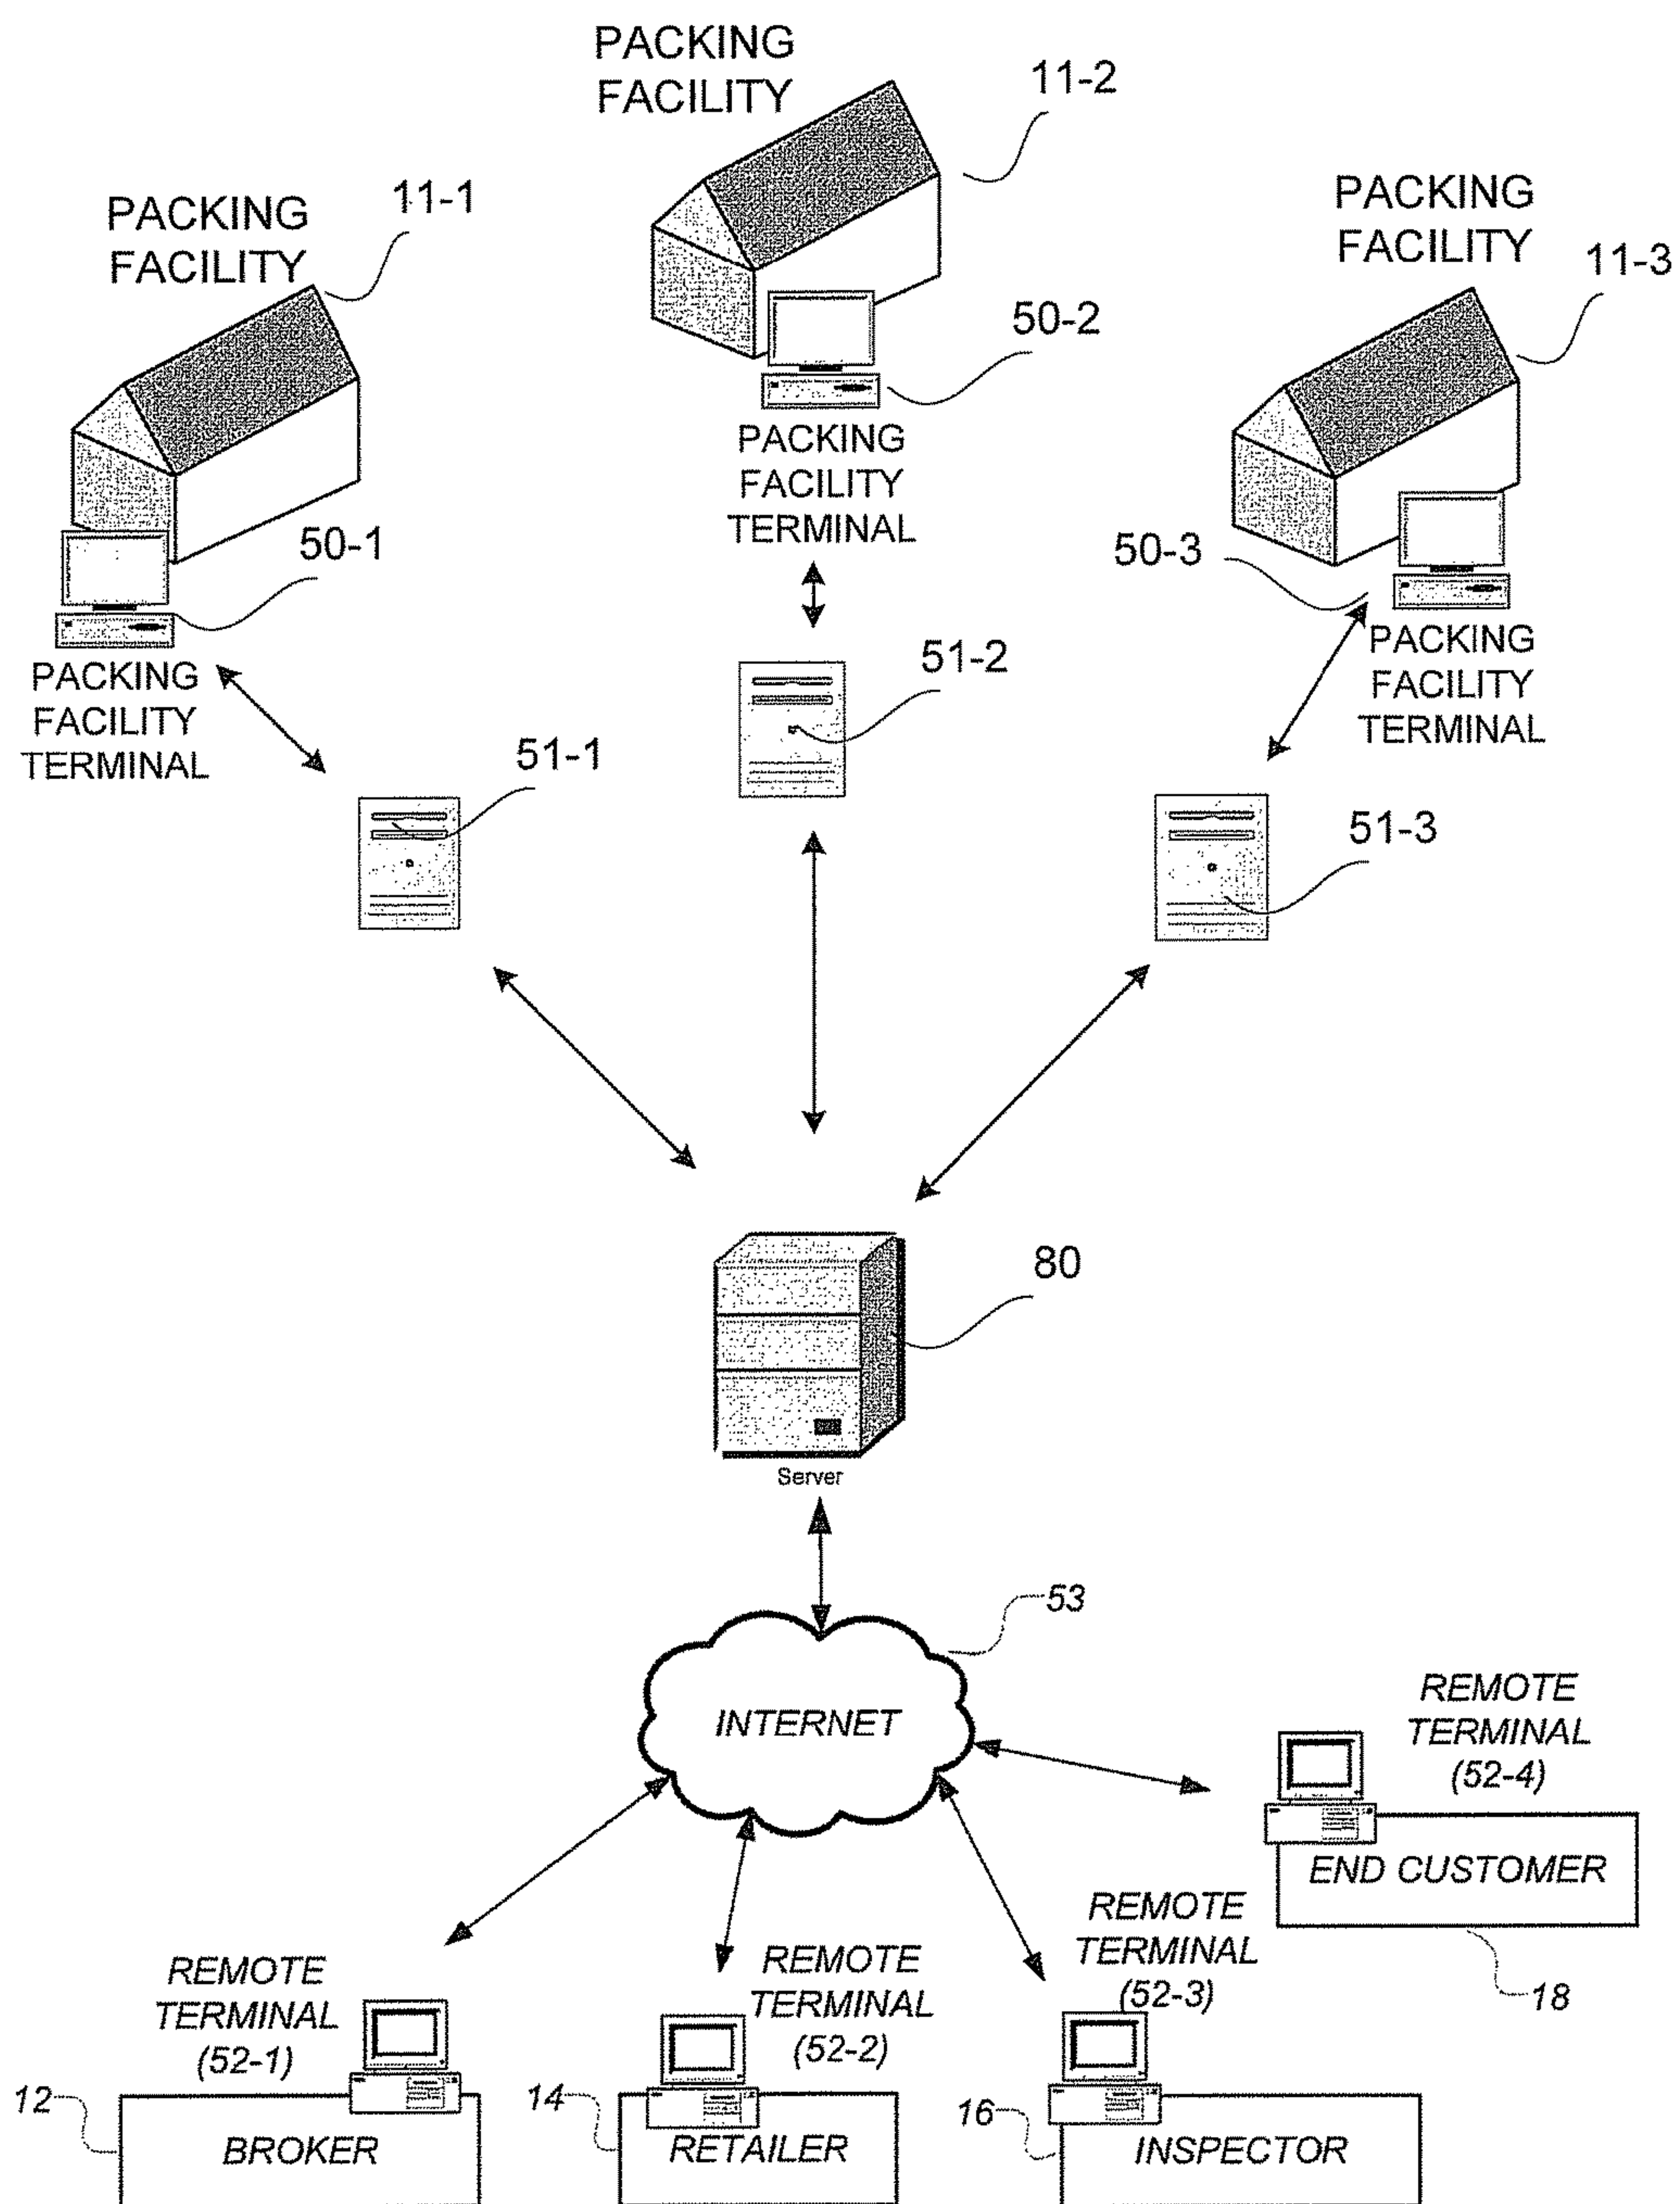 PACKING
FACILITY
11-2
PACKING
FACILITY
11-1
PACKING
FACILITY
11-3
50-2
PACKING
FACILITY
TERMINAL
50-1
50-3
PACKING
FACILITY
TERMINAL
PACKING
FACILITY
TERMINAL
51-2
51-1
51-3
80
Server
53
INTERNET
REMOTE
TERMINAL
(52-4)
END CUSTOMER
18
REMOTE
TERMINAL
(52-1)
12
BROKER
REMOTE
TERMINAL
(52-2)
14
RETAILER
REMOTE
TERMINAL
(52-3)
16
INSPECTOR